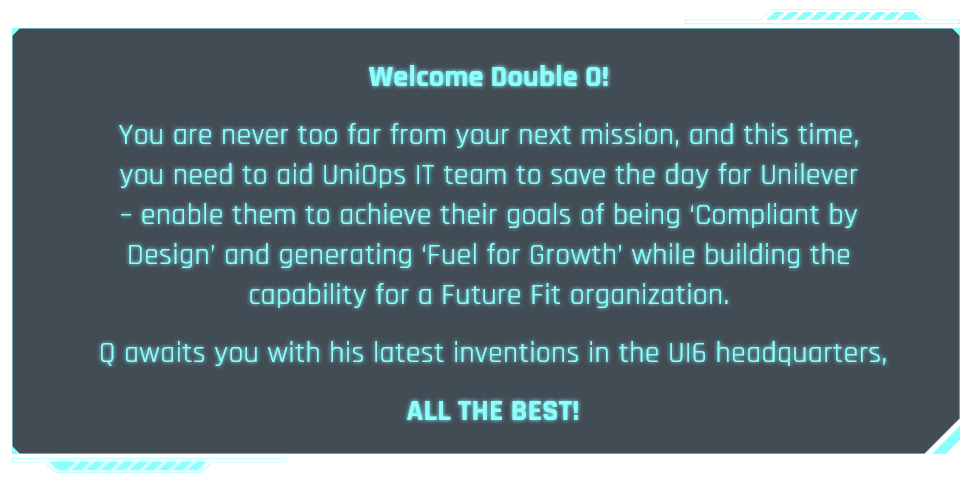 Welcome Double O!
You are never too far from your next mission, and this time,
you need to aid UniOps IT team to save the day for Unilever
– enable them to achieve their goals of being ‘Compliant by
Design’ and generating ‘Fuel for Growth’ while building the
capability for a Future Fit organization.
Q awaits you with his latest inventions in the UI6 headquarters,
ALL THE BEST!